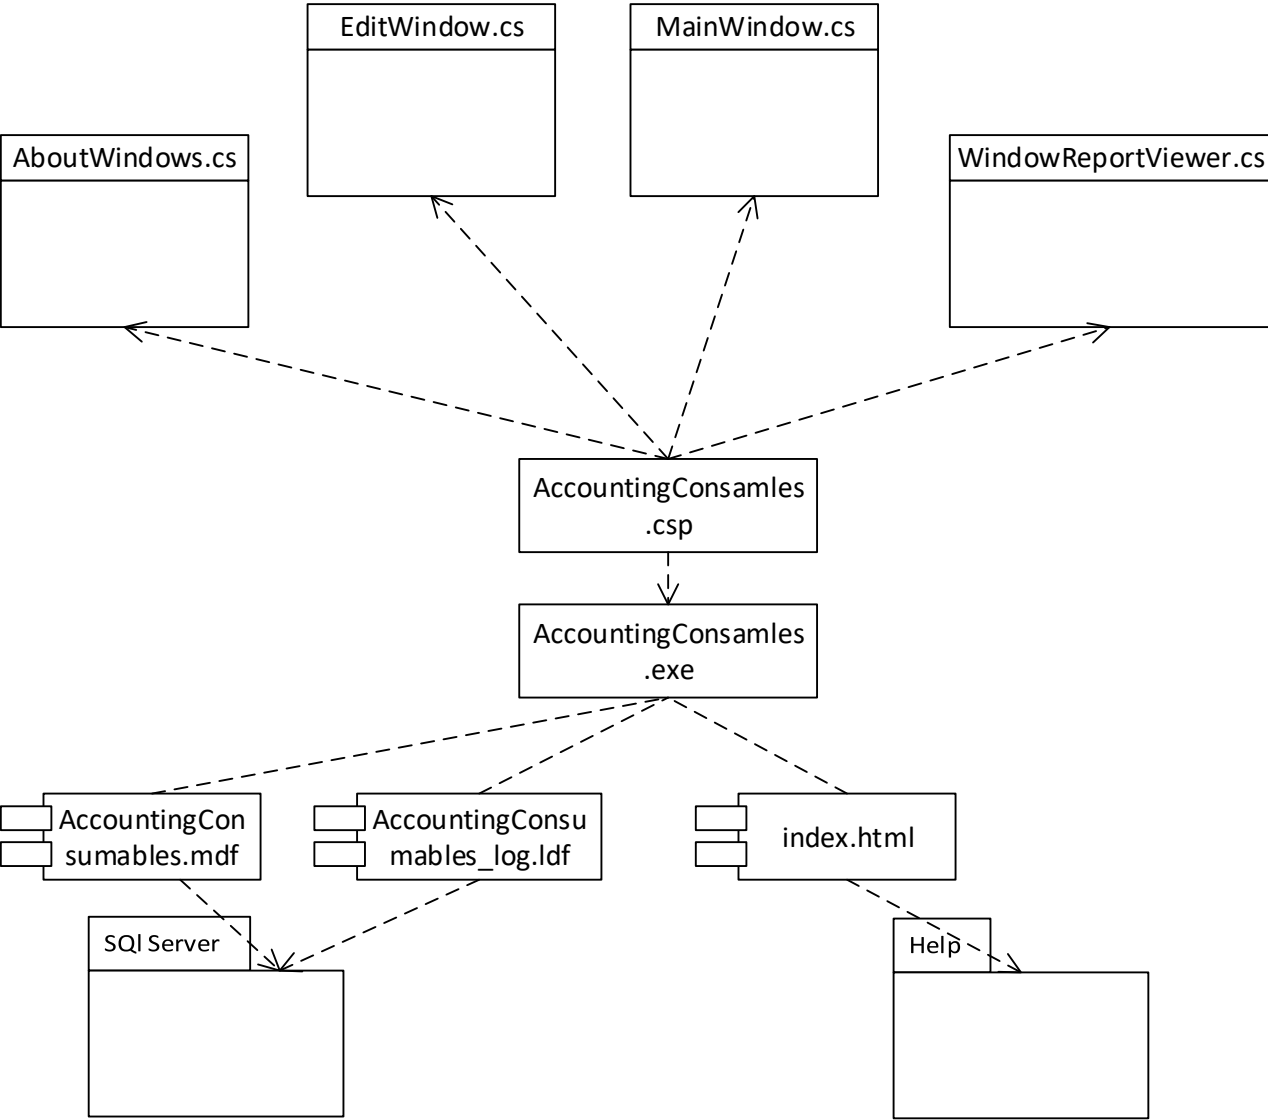 EditWindow.cs
MainWindow.cs
AboutWindows.cs
WindowReportViewer.cs
AccountingConsamles
.csp
AccountingConsamles
.exe
AccountingCon
sumables.mdf
AccountingConsu
mables_log.ldf
index.html
SQl Server
Help